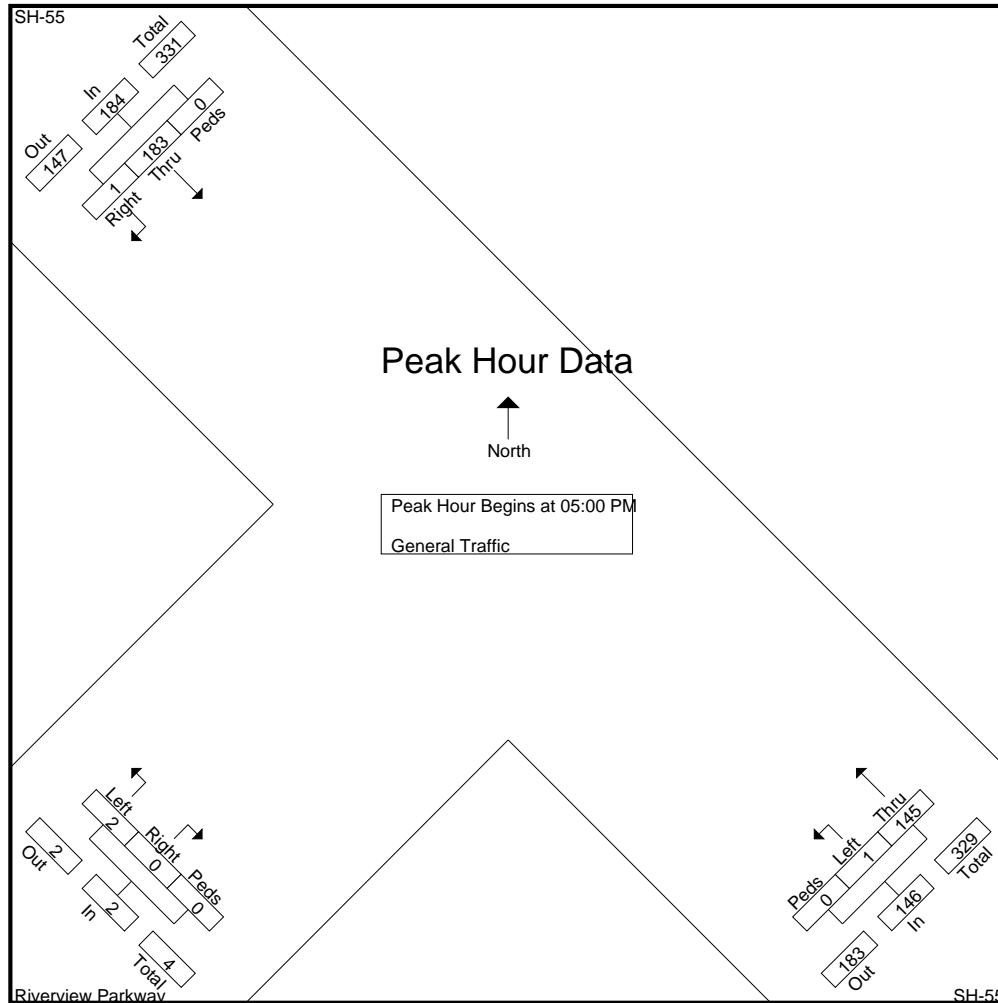 SH-55
Total
331
In
184
Out
147
0
183
1
Peds
Thru
Right
Peak Hour Data
North
Peak Hour Begins at 05:00 PM
General Traffic
Left
Right
Peds
2
0
0
Out
2
In
2
Total
4
Riverview Parkway
Thru
Left
Peds
145
1
0
329
Total
146
In
183
Out
SH-55